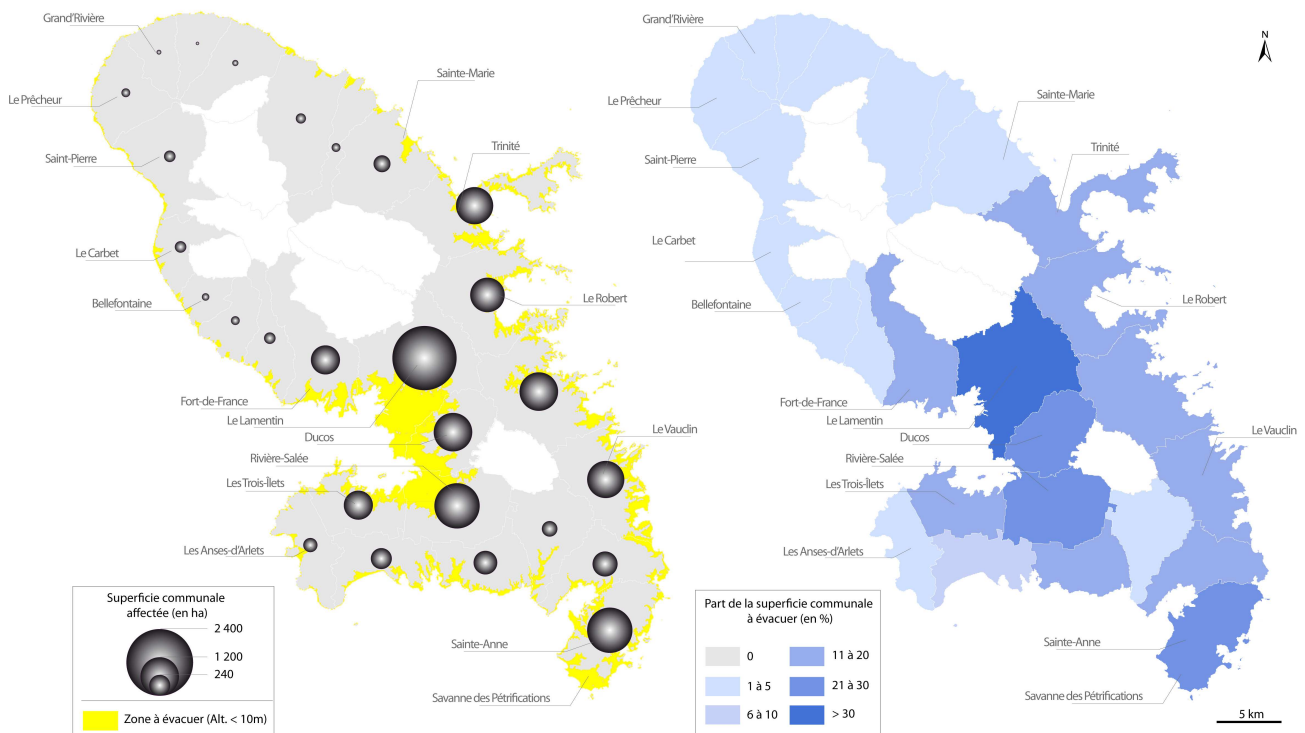 Grand'Rivière
Le Prêcheur
Saint-Pierre
Le Carbet
Bellefontaine
Sainte-Marie
Trinité
Le Robert
Fort-de-France
Le Lamentin
Ducos
Rivière-Salée
Les Trois-Îlets
Les Anses-d'Arlets
Le Vauclin
Sainte-Anne
Savanne des Pétrifications
Superficie communale
affectée (en ha)
2 400
1 200
240
Zone à évacuer (Alt. < 10m)
N
Grand'Rivière
Le Prêcheur
Saint-Pierre
Le Carbet
Bellefontaine
Sainte-Marie
Trinité
Le Robert
Fort-de-France
Le Lamentin
Ducos
Rivière-Salée
Les Trois-Îlets
Les Anses-d'Arlets
Le Vauclin
Sainte-Anne
Savanne des Pétrifications
Part de la superficie communale
à évacuer (en %)
0
1 à 5
6 à 10
11 à 20
21 à 30
> 30
5 km